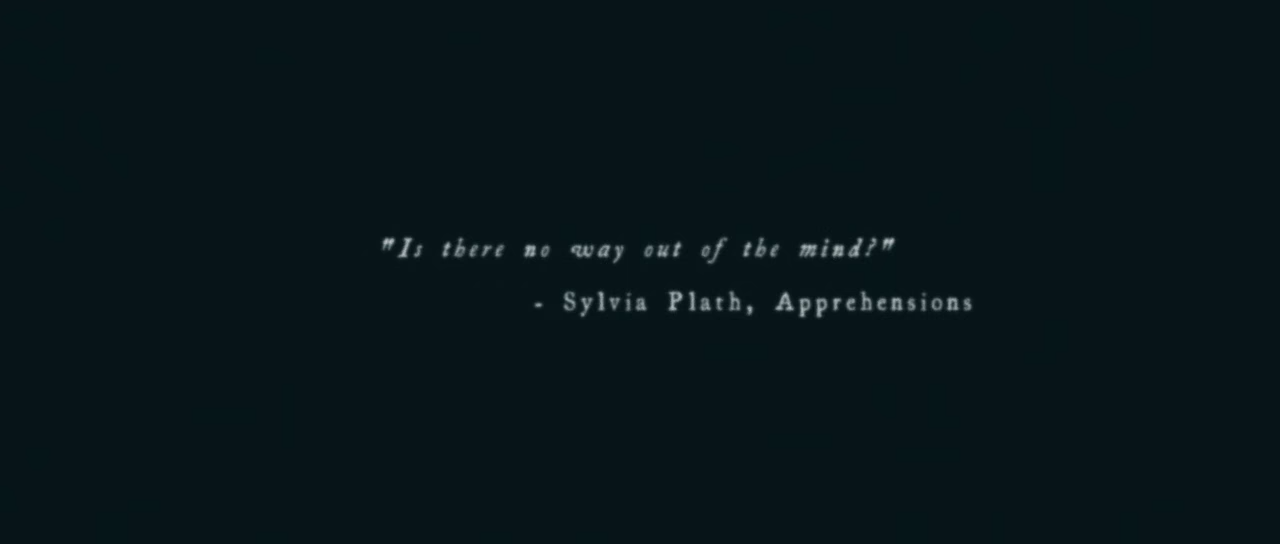 "Is there no way out of the mind?"
- Sylvia Plath, Apprehensions